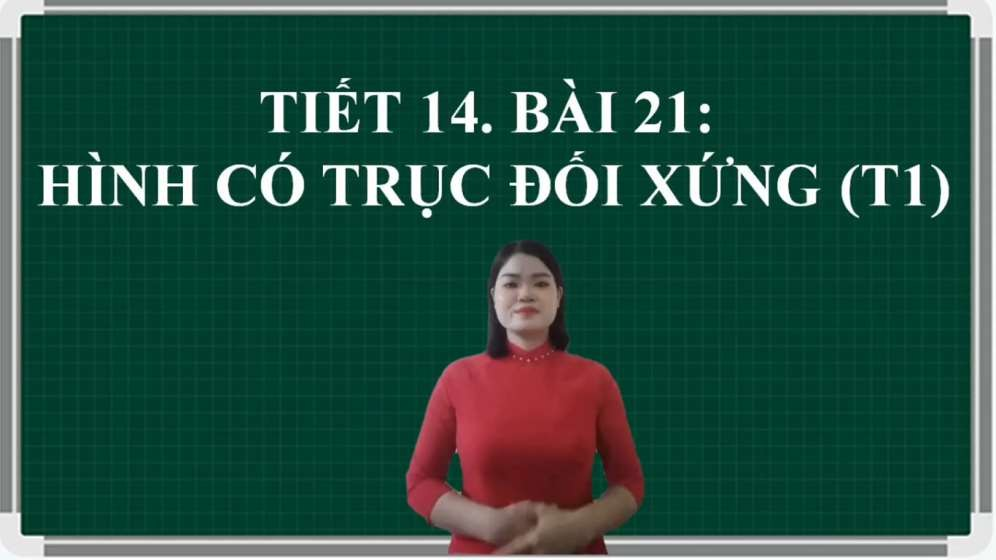 TIẾT 14. BÀI 21:
HÌNH CÓ TRỤC ĐỐI XỨNG (T1)